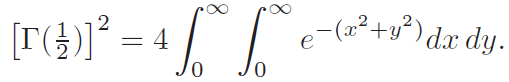 [Γ(½)]² = 4 ∫₀^∞ ∫₀^∞ e^{-(x²+y²)} dx dy.